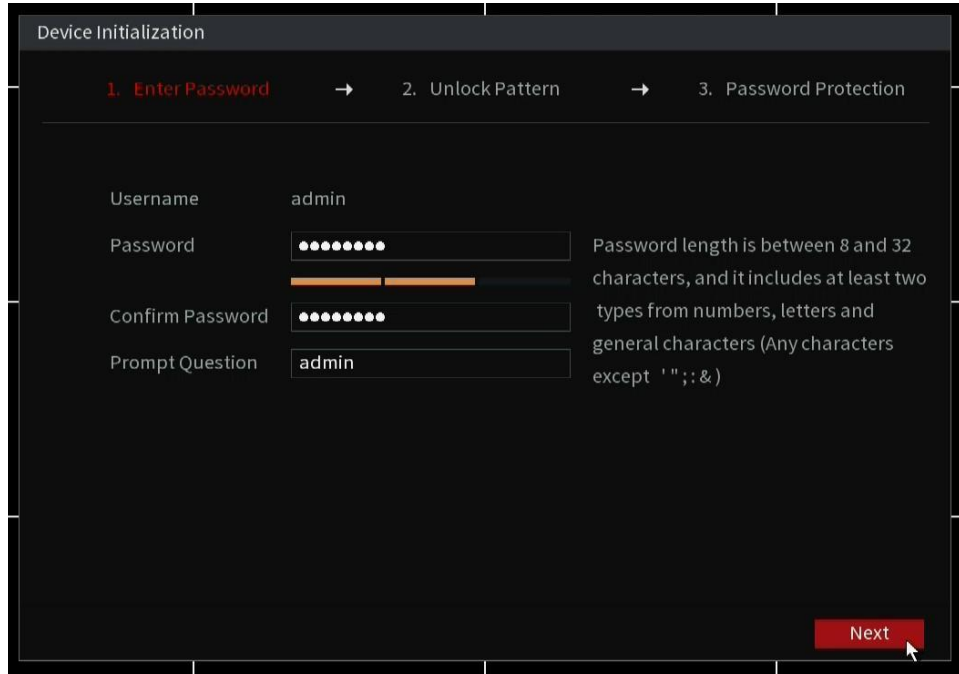 Device Initialization
1. Enter Password → 2. Unlock Pattern → 3. Password Protection
Username admin
Password ●●●●●●●●
Password length is between 8 and 32
characters, and it includes at least two
types from numbers, letters and
general characters (Any characters
except ' " ; : & )
Confirm Password ●●●●●●●●
Prompt Question admin
Next